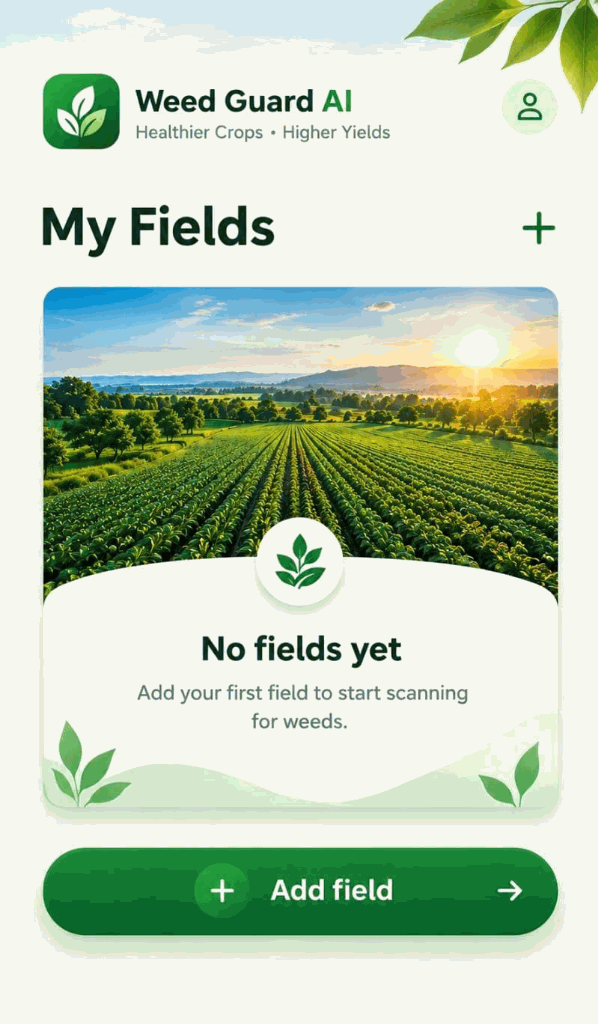 Weed Guard AI
Healthier Crops • Higher Yields
My Fields
No fields yet
Add your first field to start scanning
for weeds.
Add field